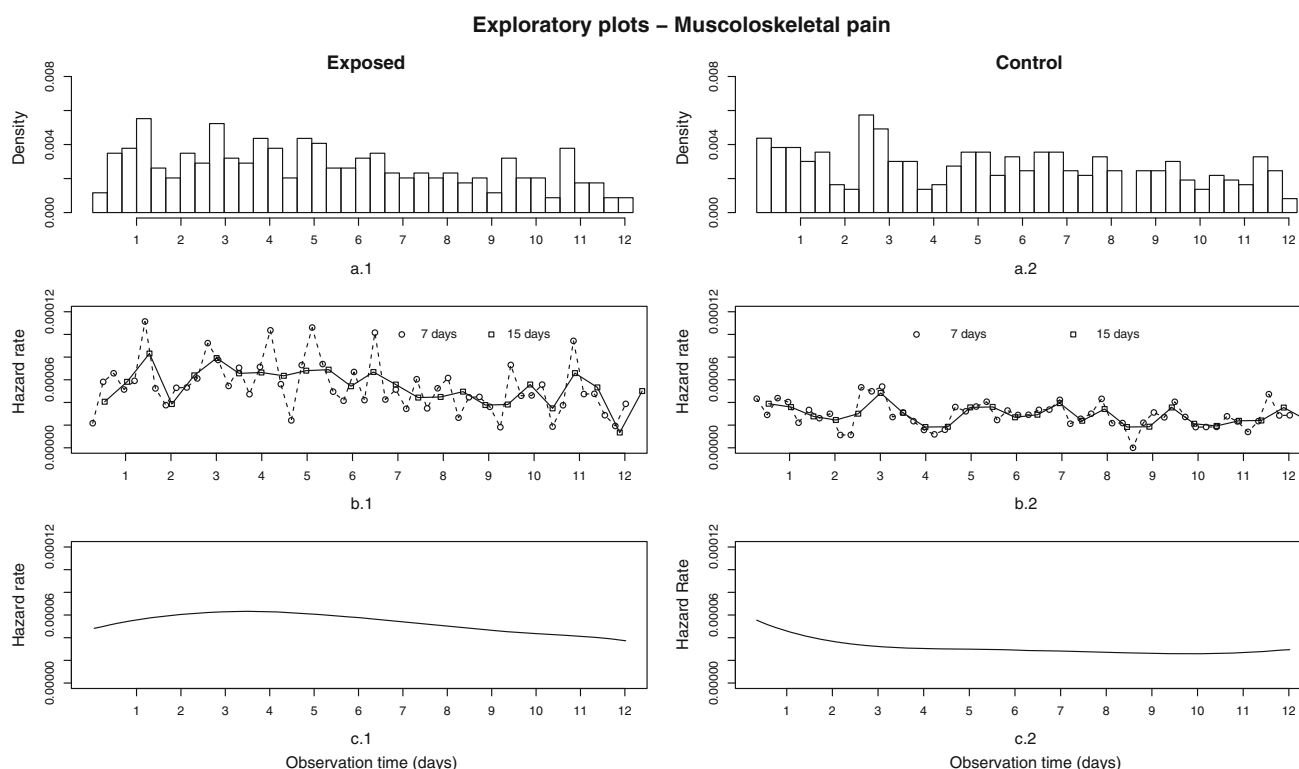 Exploratory plots – Muscoloskeletal pain
Exposed
Control
Density
0.000 0.004 0.008
1 2 3 4 5 6 7 8 9 10 11 12
a.1
Density
0.000 0.004 0.008
1 2 3 4 5 6 7 8 9 10 11 12
a.2
Hazard rate
0.00000 0.00006 0.00012
7 days 15 days
1 2 3 4 5 6 7 8 9 10 11 12
b.1
Hazard rate
0.00000 0.00006 0.00012
7 days 15 days
1 2 3 4 5 6 7 8 9 10 11 12
b.2
Hazard rate
0.00000 0.00006 0.00012
1 2 3 4 5 6 7 8 9 10 11 12
c.1
Observation time (days)
Hazard Rate
0.00000 0.00006 0.00012
1 2 3 4 5 6 7 8 9 10 11 12
c.2
Observation time (days)